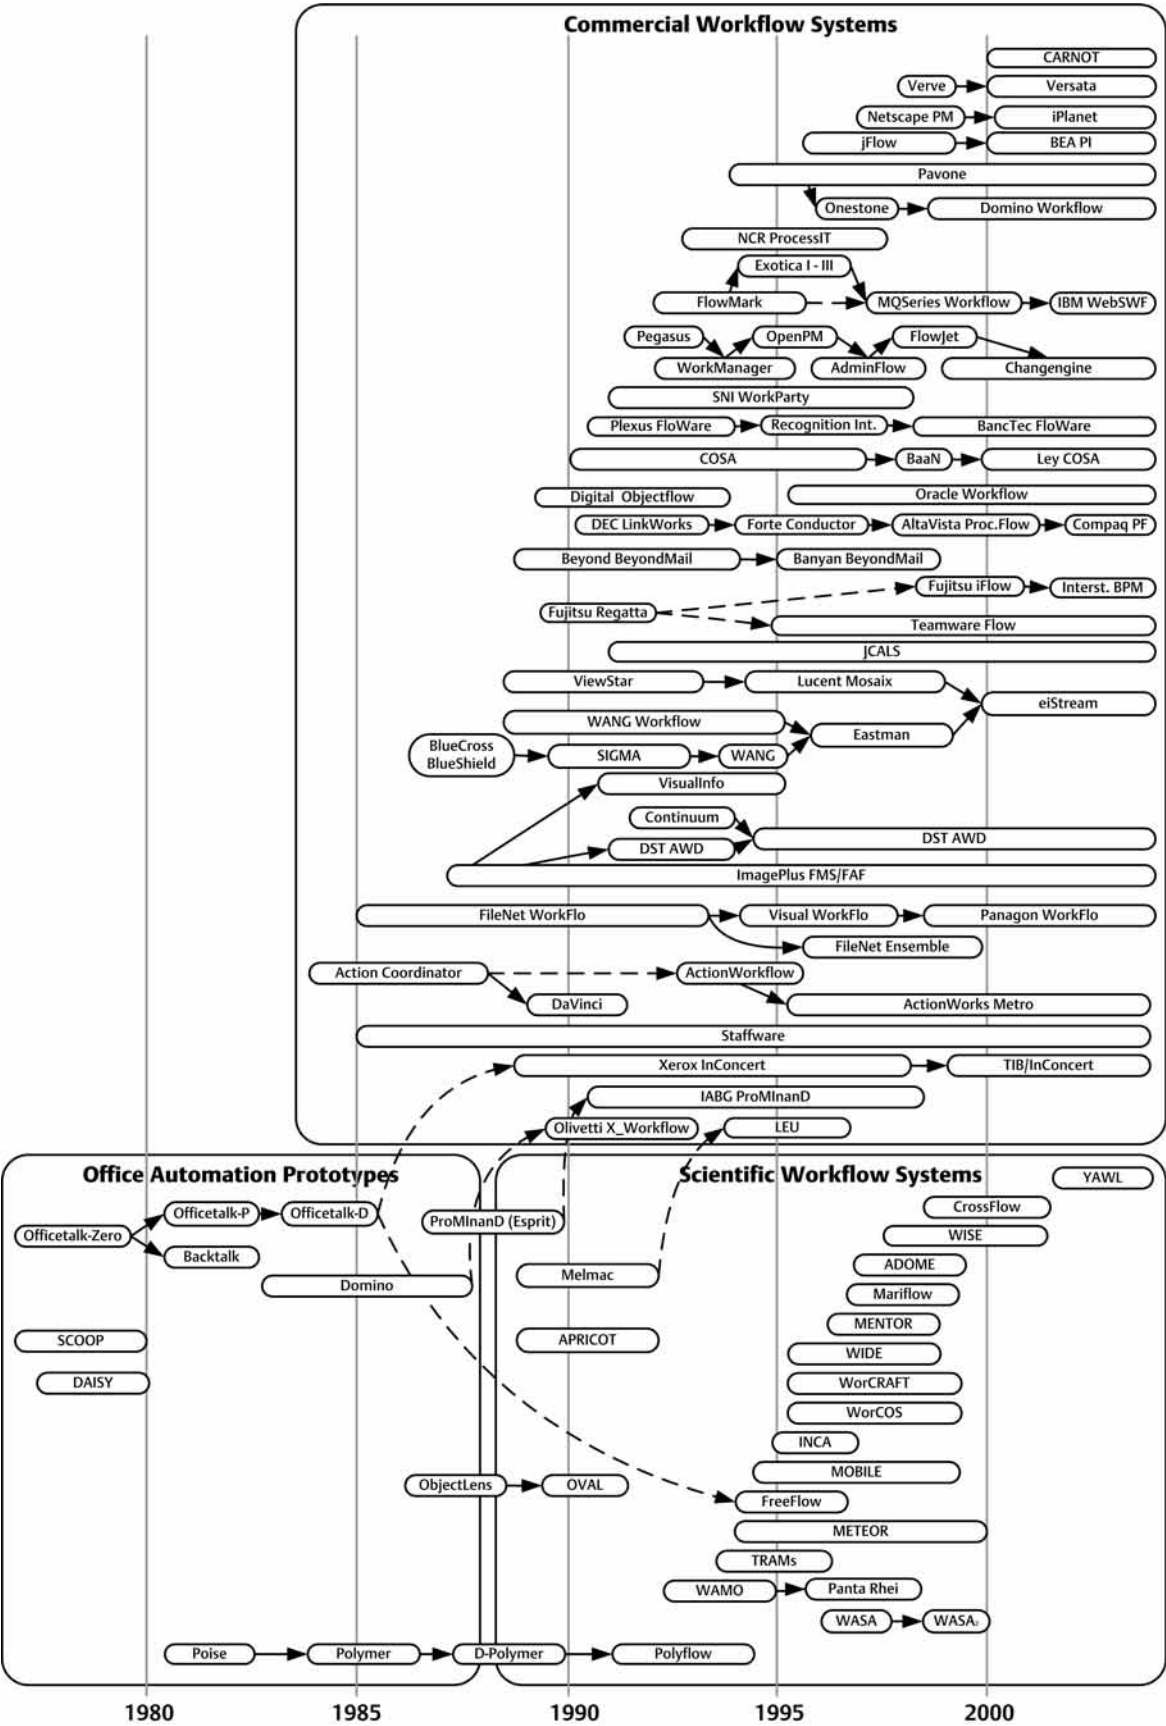 Commercial Workflow Systems
CARNOT
Verve
Versata
Netscape PM
iPlanet
jFlow
BEA PI
Pavone
Onestone
Domino Workflow
NCR ProcessIT
Exotica I - III
FlowMark
MQSeries Workflow
IBM WebSWF
Pegasus
OpenPM
FlowJet
WorkManager
AdminFlow
Changengine
SNI WorkParty
Plexus FloWare
Recognition Int.
BancTec FloWare
COSA
BaaN
Ley COSA
Digital Objectflow
Oracle Workflow
DEC LinkWorks
Forte Conductor
AltaVista Proc.Flow
Compaq PF
Beyond BeyondMail
Banyan BeyondMail
Fujitsu iFlow
Interst. BPM
Fujitsu Regatta
Teamware Flow
JCALS
ViewStar
Lucent Mosaix
eiStream
WANG Workflow
Eastman
BlueCross
BlueShield
SIGMA
WANG
VisualInfo
Continuum
DST AWD
DST AWD
ImagePlus FMS/FAF
FileNet WorkFlo
Visual WorkFlo
Panagon WorkFlo
FileNet Ensemble
Action Coordinator
ActionWorkflow
DaVinci
ActionWorks Metro
Staffware
Xerox InConcert
TIB/InConcert
IABG ProMInanD
Olivetti X_Workflow
LEU
Office Automation Prototypes
Scientific Workflow Systems
YAWL
CrossFlow
Officetalk-P
Officetalk-D
ProMInanD (Esprit)
Officetalk-Zero
WISE
Backtalk
ADOME
Domino
Melmac
Mariflow
MENTOR
SCOOP
APRICOT
WIDE
DAISY
WorCRAFT
WorCOS
INCA
MOBILE
ObjectLens
OVAL
FreeFlow
METEOR
TRAMs
WAMO
Panta Rhei
WASA
WASA₂
Poise
Polymer
D-Polymer
Polyflow
1980
1985
1990
1995
2000